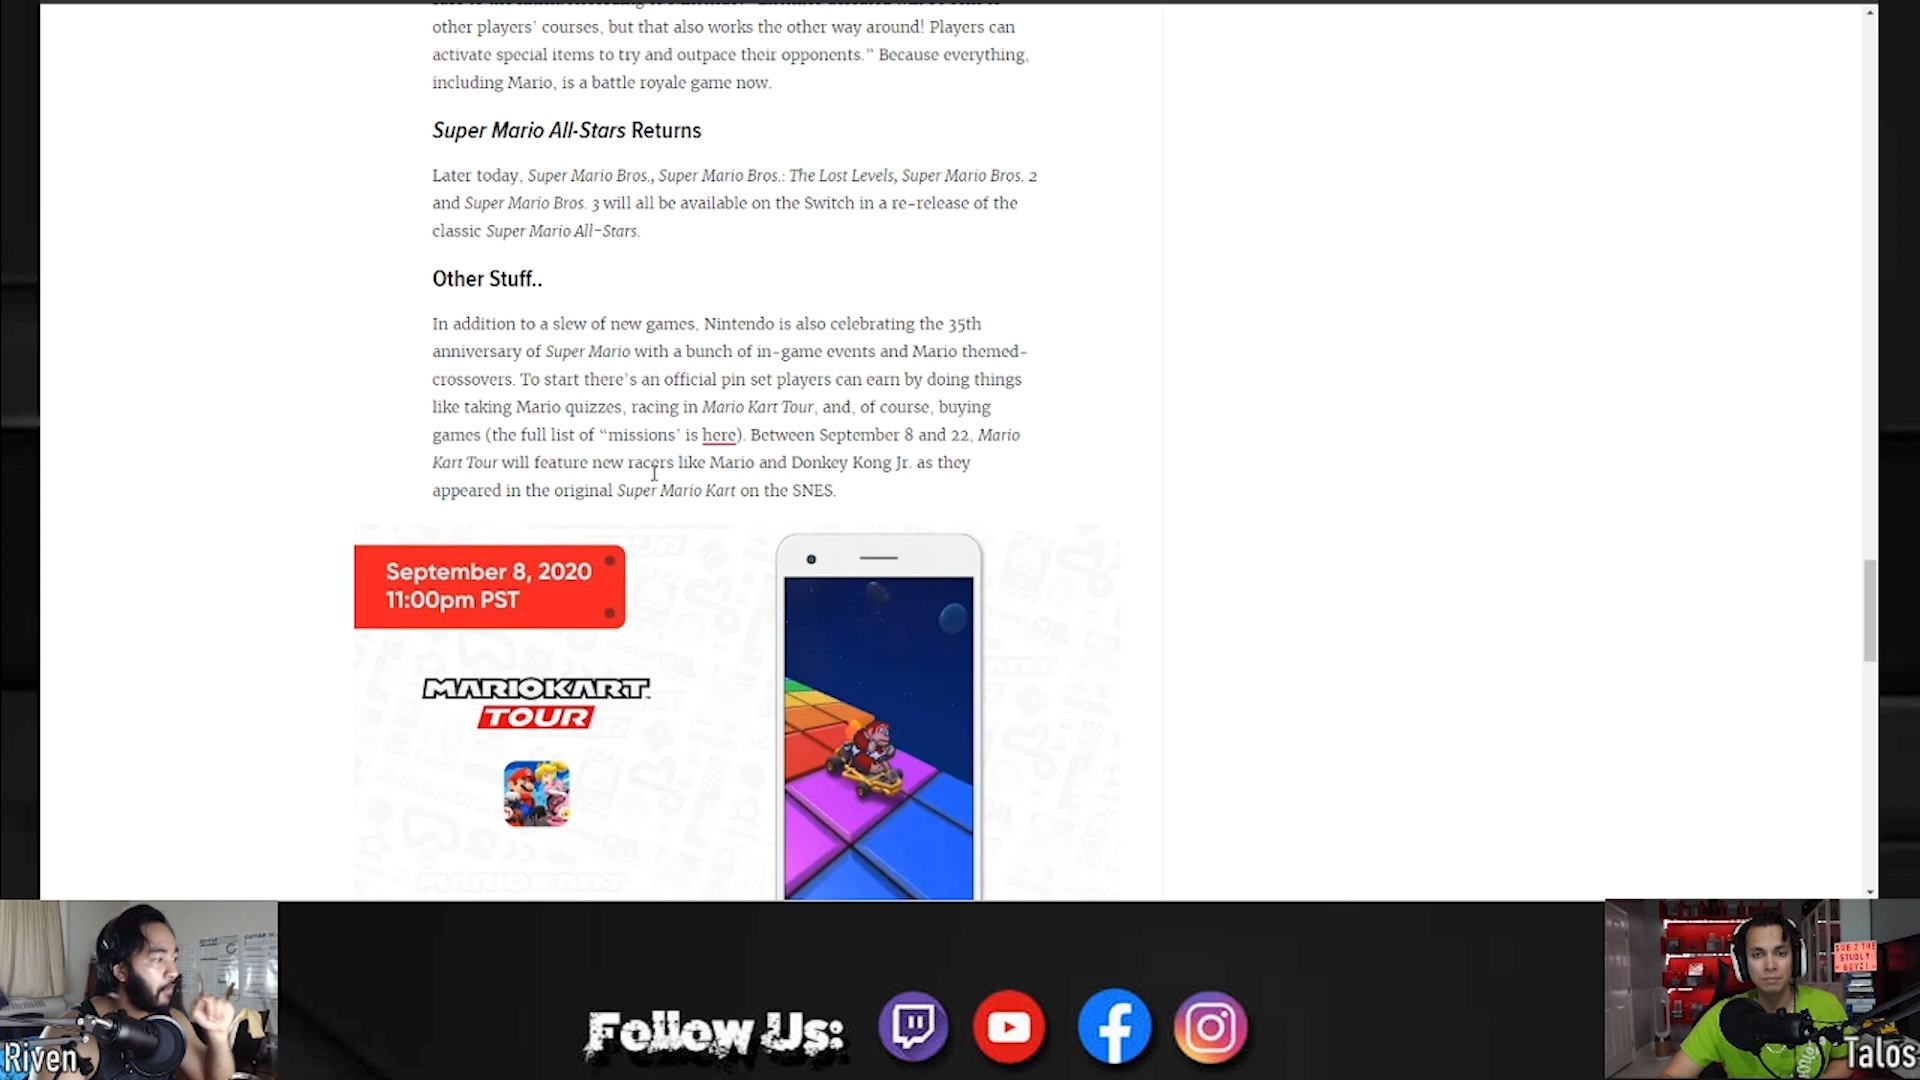 other players’ courses, but that also works the other way around! Players can
activate special items to try and outpace their opponents.” Because everything,
including Mario, is a battle royale game now.
Super Mario All-Stars Returns
Later today, Super Mario Bros., Super Mario Bros.: The Lost Levels, Super Mario Bros. 2
and Super Mario Bros. 3 will all be available on the Switch in a re-release of the
classic Super Mario All-Stars.
Other Stuff..
In addition to a slew of new games, Nintendo is also celebrating the 35th
anniversary of Super Mario with a bunch of in-game events and Mario themed-
crossovers. To start there’s an official pin set players can earn by doing things
like taking Mario quizzes, racing in Mario Kart Tour, and, of course, buying
games (the full list of “missions’ is here). Between September 8 and 22, Mario
Kart Tour will feature new racers like Mario and Donkey Kong Jr. as they
appeared in the original Super Mario Kart on the SNES.
September 8, 2020
11:00pm PST
MARIOKART
TOUR
Follow Us:
Riven
SUB 2 THE
STUDLY
BOYZ!
Talos